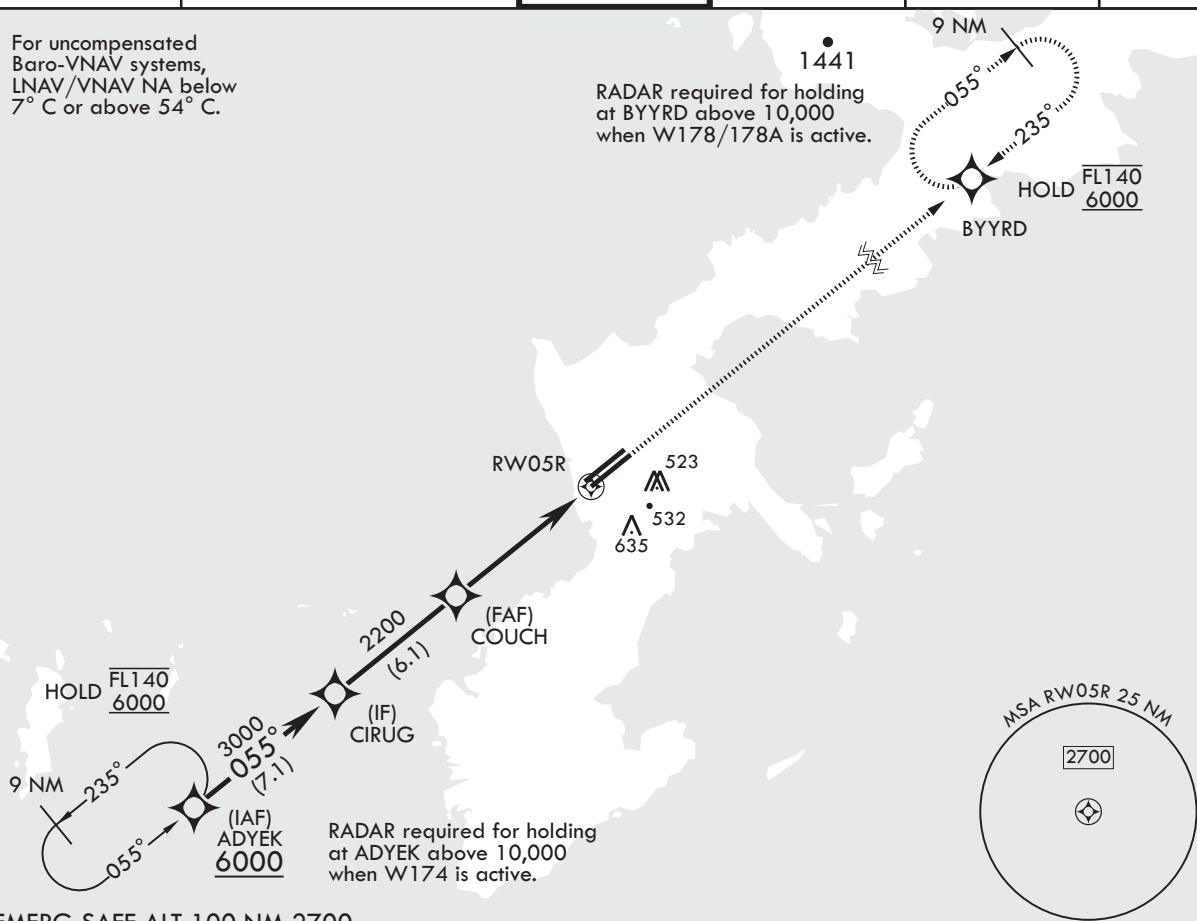 For uncompensated
Baro-VNAV systems,
LNAV/VNAV NA below
7° C or above 54° C.
1441
RADAR required for holding
at BYYRD above 10,000
when W178/178A is active.
9 NM
055°
235°
HOLD FL140
6000
BYYRD
RW05R
523
532
635
(FAF)
COUCH
2200
(6.1)
(IF)
CIRUG
HOLD FL140
6000
3000
055°
(7.1)
9 NM
235°
055°
(IAF)
ADYEK
6000
RADAR required for holding
at ADYEK above 10,000
when W174 is active.
MSA RW05R 25 NM
2700
EMERG SAFE ALT 100 NM 2700